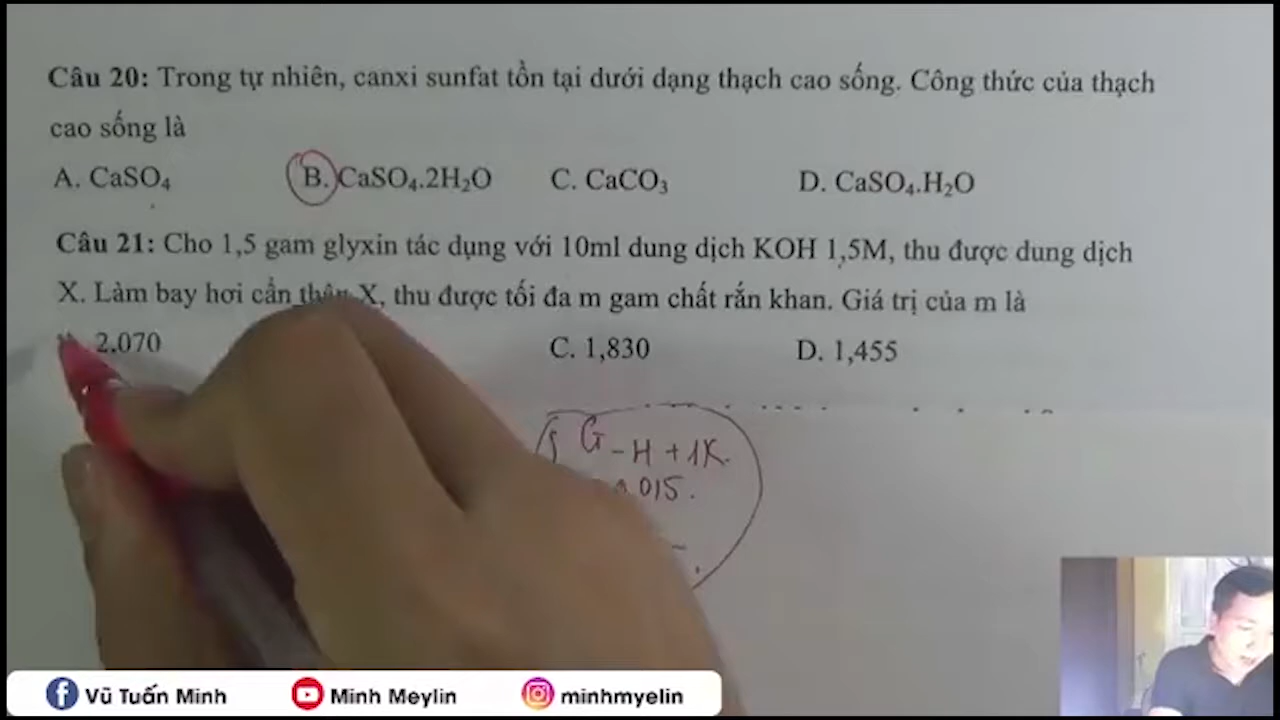 Câu 20: Trong tự nhiên, canxi sunfat tồn tại dưới dạng thạch cao sống. Công thức của thạch
cao sống là
A. CaSO₄ B. CaSO₄.2H₂O C. CaCO₃ D. CaSO₄.H₂O
Câu 21: Cho 1,5 gam glyxin tác dụng với 10ml dung dịch KOH 1,5M, thu được dung dịch
X. Làm bay hơi cẩn thận X, thu được tối đa m gam chất rắn khan. Giá trị của m là
2.070 C. 1,830 D. 1,455
G - H + 1K
015.
Vũ Tuấn Minh Minh Meylin minhmyelin